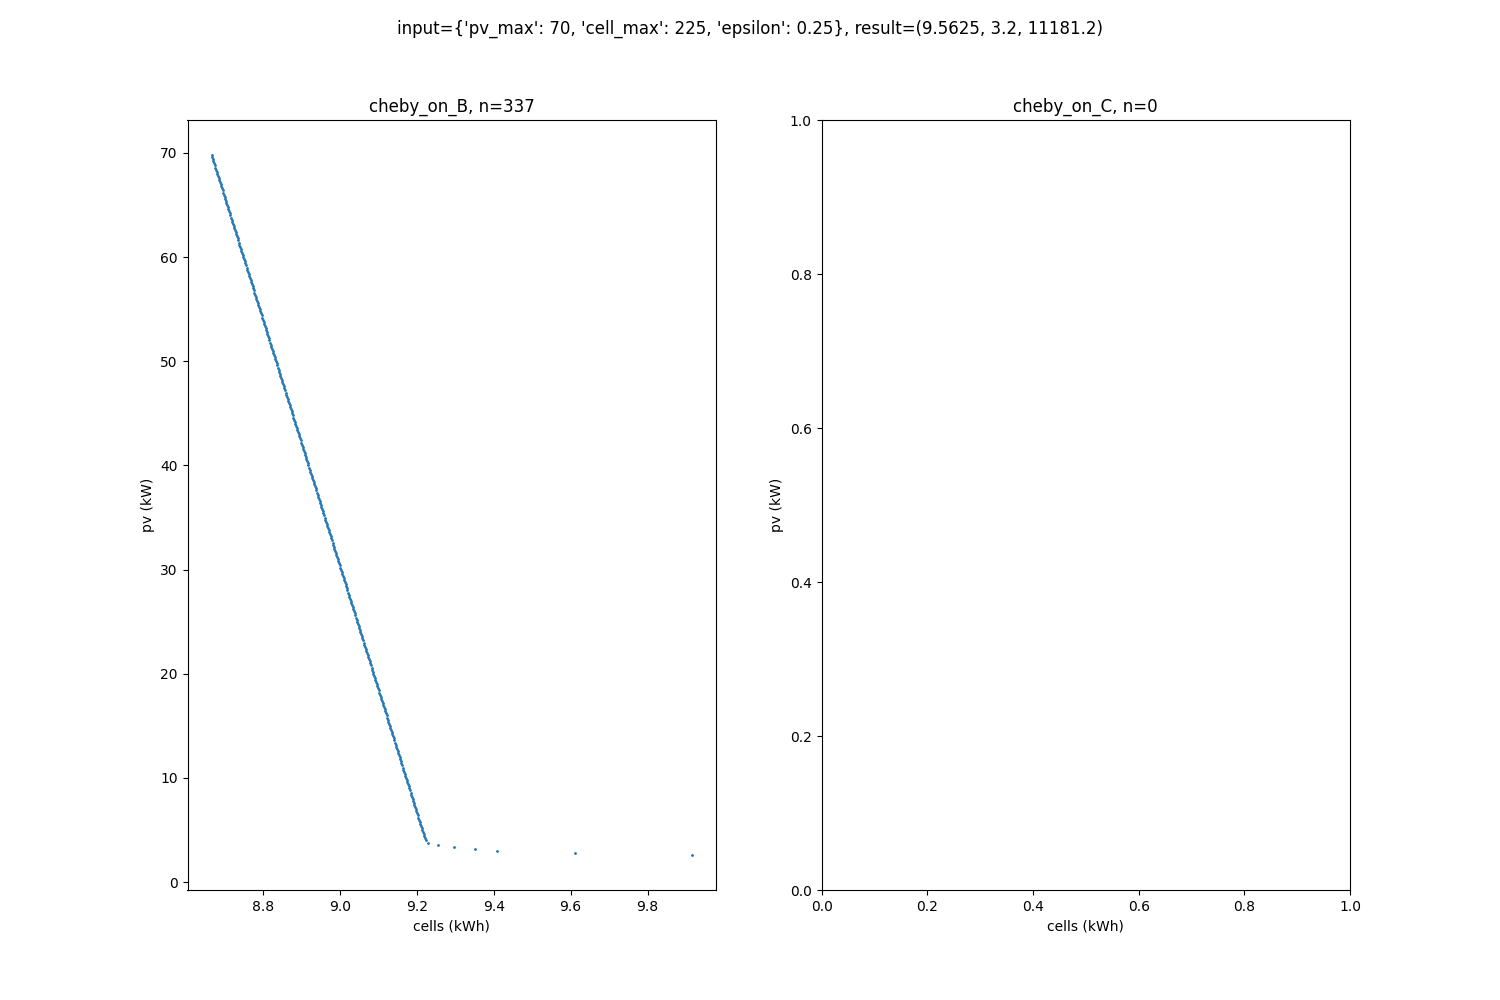 input={'pv_max': 70, 'cell_max': 225, 'epsilon': 0.25}, result=(9.5625, 3.2, 11181.2)
cheby_on_B, n=337
70
60
50
40
30
20
10
0
pv (kW)
8.8 9.0 9.2 9.4 9.6 9.8
cells (kWh)
cheby_on_C, n=0
1.0
0.8
0.6
0.4
0.2
0.0
pv (kW)
0.0 0.2 0.4 0.6 0.8 1.0
cells (kWh)